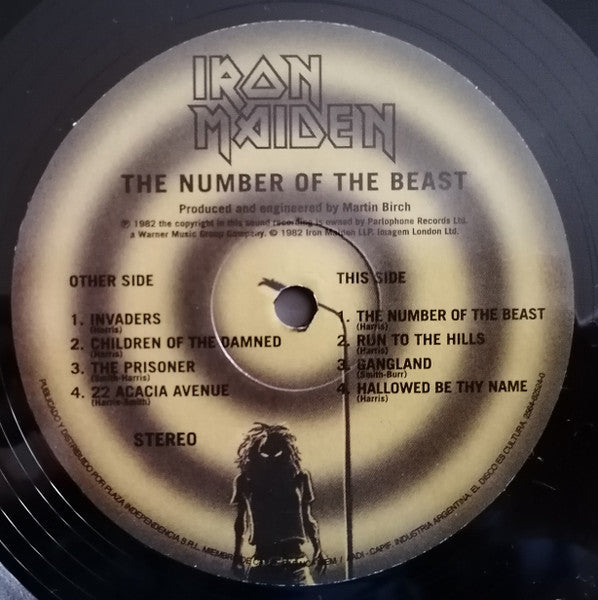 IRON
MAIDEN
THE NUMBER OF THE BEAST
Produced and engineered by Martin Birch
℗ 1982 the copyright in this sound recording is owned by Parlophone Records Ltd.
a Warner Music Group Company. © 1982 Iron Maiden LLP. Imagem London Ltd.
OTHER SIDE
1. INVADERS
(Harris)
2. CHILDREN OF THE DAMNED
(Harris)
3. THE PRISONER
(Smith-Harris)
4. 22 ACACIA AVENUE
(Harris-Smith)
STEREO
THIS SIDE
1. THE NUMBER OF THE BEAST
(Harris)
2. RUN TO THE HILLS
(Harris)
3. GANGLAND
(Smith-Burr)
4. HALLOWED BE THY NAME
(Harris)
PUBLICADO Y DISTRIBUIDO POR PLAZA INDEPENDENCIA S.R.L. MIEMBRO DE / AADI - CAPIF. INDUSTRIA ARGENTINA. EL DISCO ES CULTURA.